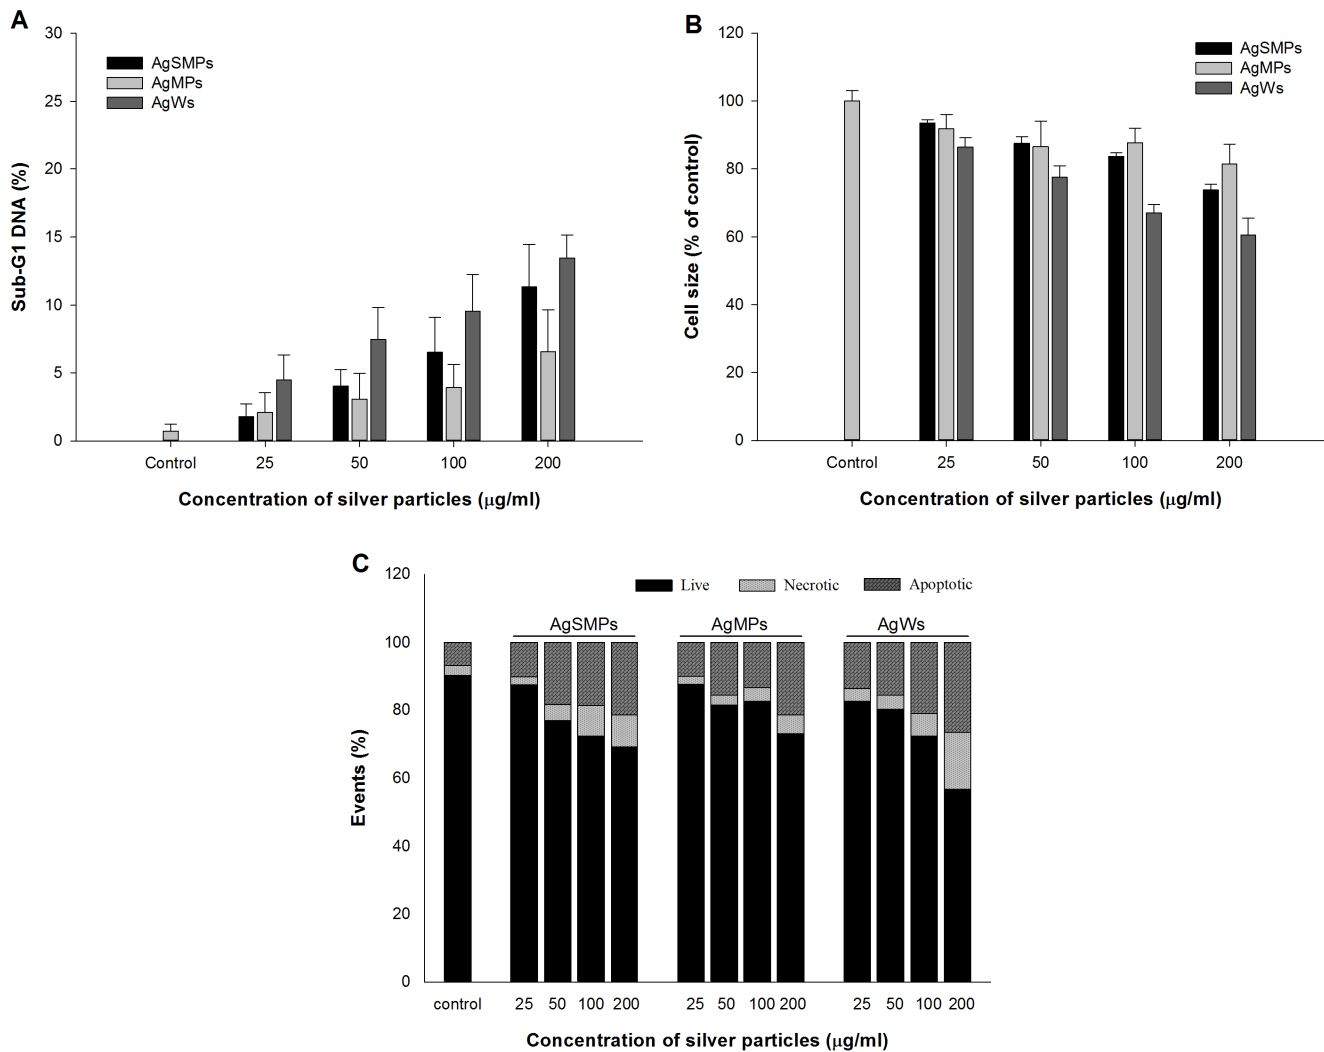 A
30
25
20
15
10
5
0
Sub-G1 DNA (%)
AgSMPs
AgMPs
AgWs
Control 25 50 100 200
Concentration of silver particles (µg/ml)
B
120
100
80
60
40
20
0
Cell size (% of control)
AgSMPs
AgMPs
AgWs
Control 25 50 100 200
Concentration of silver particles (µg/ml)
C
120
100
80
60
40
20
0
Events (%)
Live Necrotic Apoptotic
AgSMPs AgMPs AgWs
control 25 50 100 200 25 50 100 200 25 50 100 200
Concentration of silver particles (µg/ml)